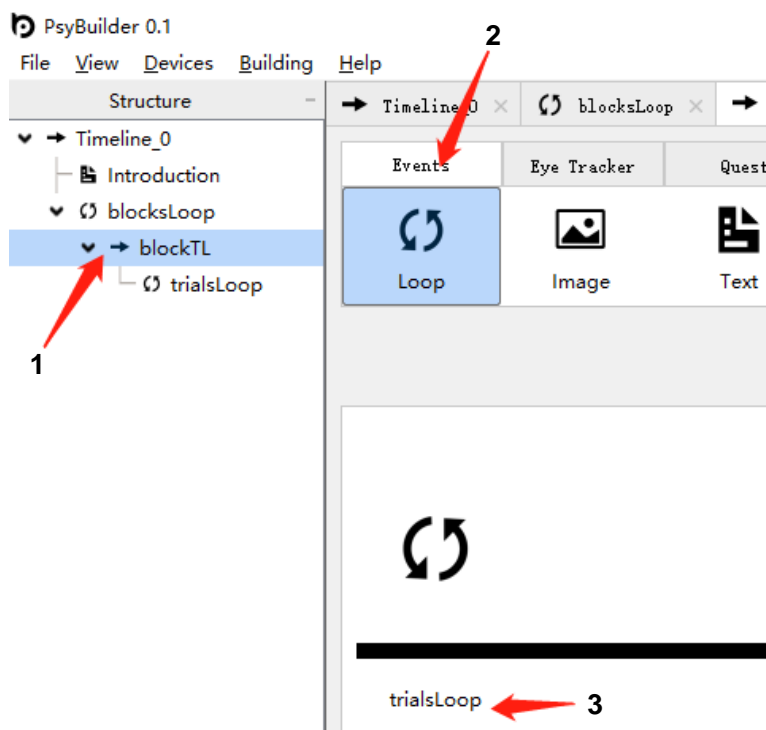 PsyBuilder 0.1
2
File View Devices Building Help
Structure
Timeline_0 blocksLoop
Timeline_0
Events Eye Tracker Quest
Introduction
blocksLoop
blockTL
Loop Image Text
trialsLoop
1
trialsLoop 3